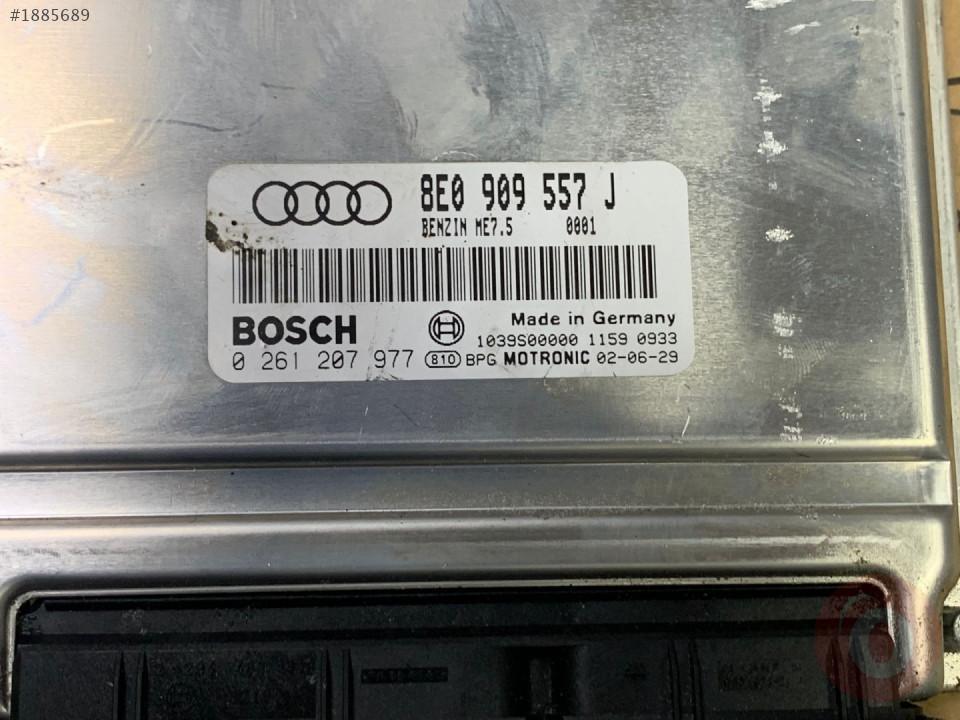 #1885689
8E0 909 557 J
BENZIN ME7.5 0001
BOSCH
Made in Germany
1039S00000 1159 0933
0 261 207 977 810 BPG MOTRONIC 02-06-29